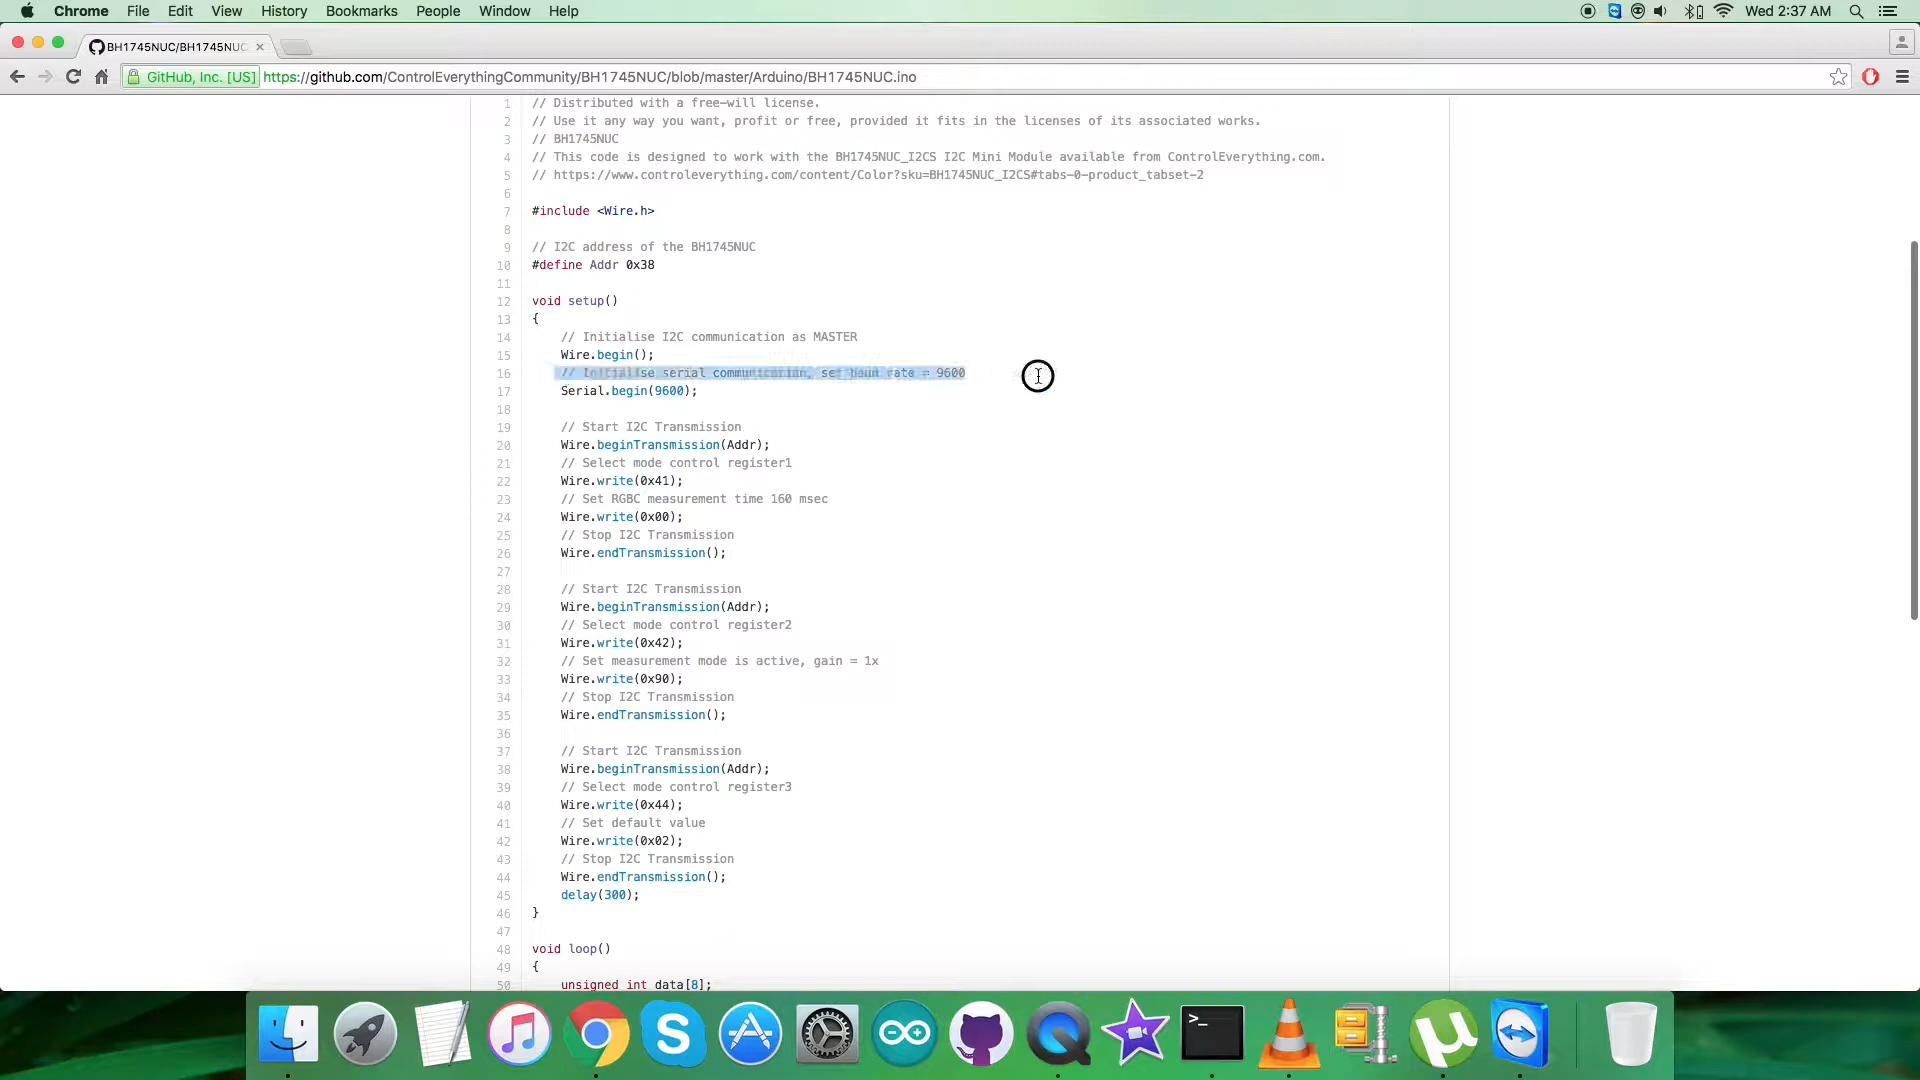 Chrome File Edit View History Bookmarks People Window Help
Wed 2:37 AM
BH1745NUC/BH1745NUC
GitHub, Inc. [US] https://github.com/ControlEverythingCommunity/BH1745NUC/blob/master/Arduino/BH1745NUC.ino
1 // Distributed with a free-will license.
2 // Use it any way you want, profit or free, provided it fits in the licenses of its associated works.
3 // BH1745NUC
4 // This code is designed to work with the BH1745NUC_I2CS I2C Mini Module available from ControlEverything.com.
5 // https://www.controleverything.com/content/Color?sku=BH1745NUC_I2CS#tabs-0-product_tabset-2
6
7 #include <Wire.h>
8
9 // I2C address of the BH1745NUC
10 #define Addr 0x38
11
12 void setup()
13 {
14 // Initialise I2C communication as MASTER
15 Wire.begin();
16 // Initialise serial communication, set baud rate = 9600
17 Serial.begin(9600);
18
19 // Start I2C Transmission
20 Wire.beginTransmission(Addr);
21 // Select mode control register1
22 Wire.write(0x41);
23 // Set RGBC measurement time 160 msec
24 Wire.write(0x00);
25 // Stop I2C Transmission
26 Wire.endTransmission();
27
28 // Start I2C Transmission
29 Wire.beginTransmission(Addr);
30 // Select mode control register2
31 Wire.write(0x42);
32 // Set measurement mode is active, gain = 1x
33 Wire.write(0x90);
34 // Stop I2C Transmission
35 Wire.endTransmission();
36
37 // Start I2C Transmission
38 Wire.beginTransmission(Addr);
39 // Select mode control register3
40 Wire.write(0x44);
41 // Set default value
42 Wire.write(0x02);
43 // Stop I2C Transmission
44 Wire.endTransmission();
45 delay(300);
46 }
47
48 void loop()
49 {
50 unsigned int data[8];